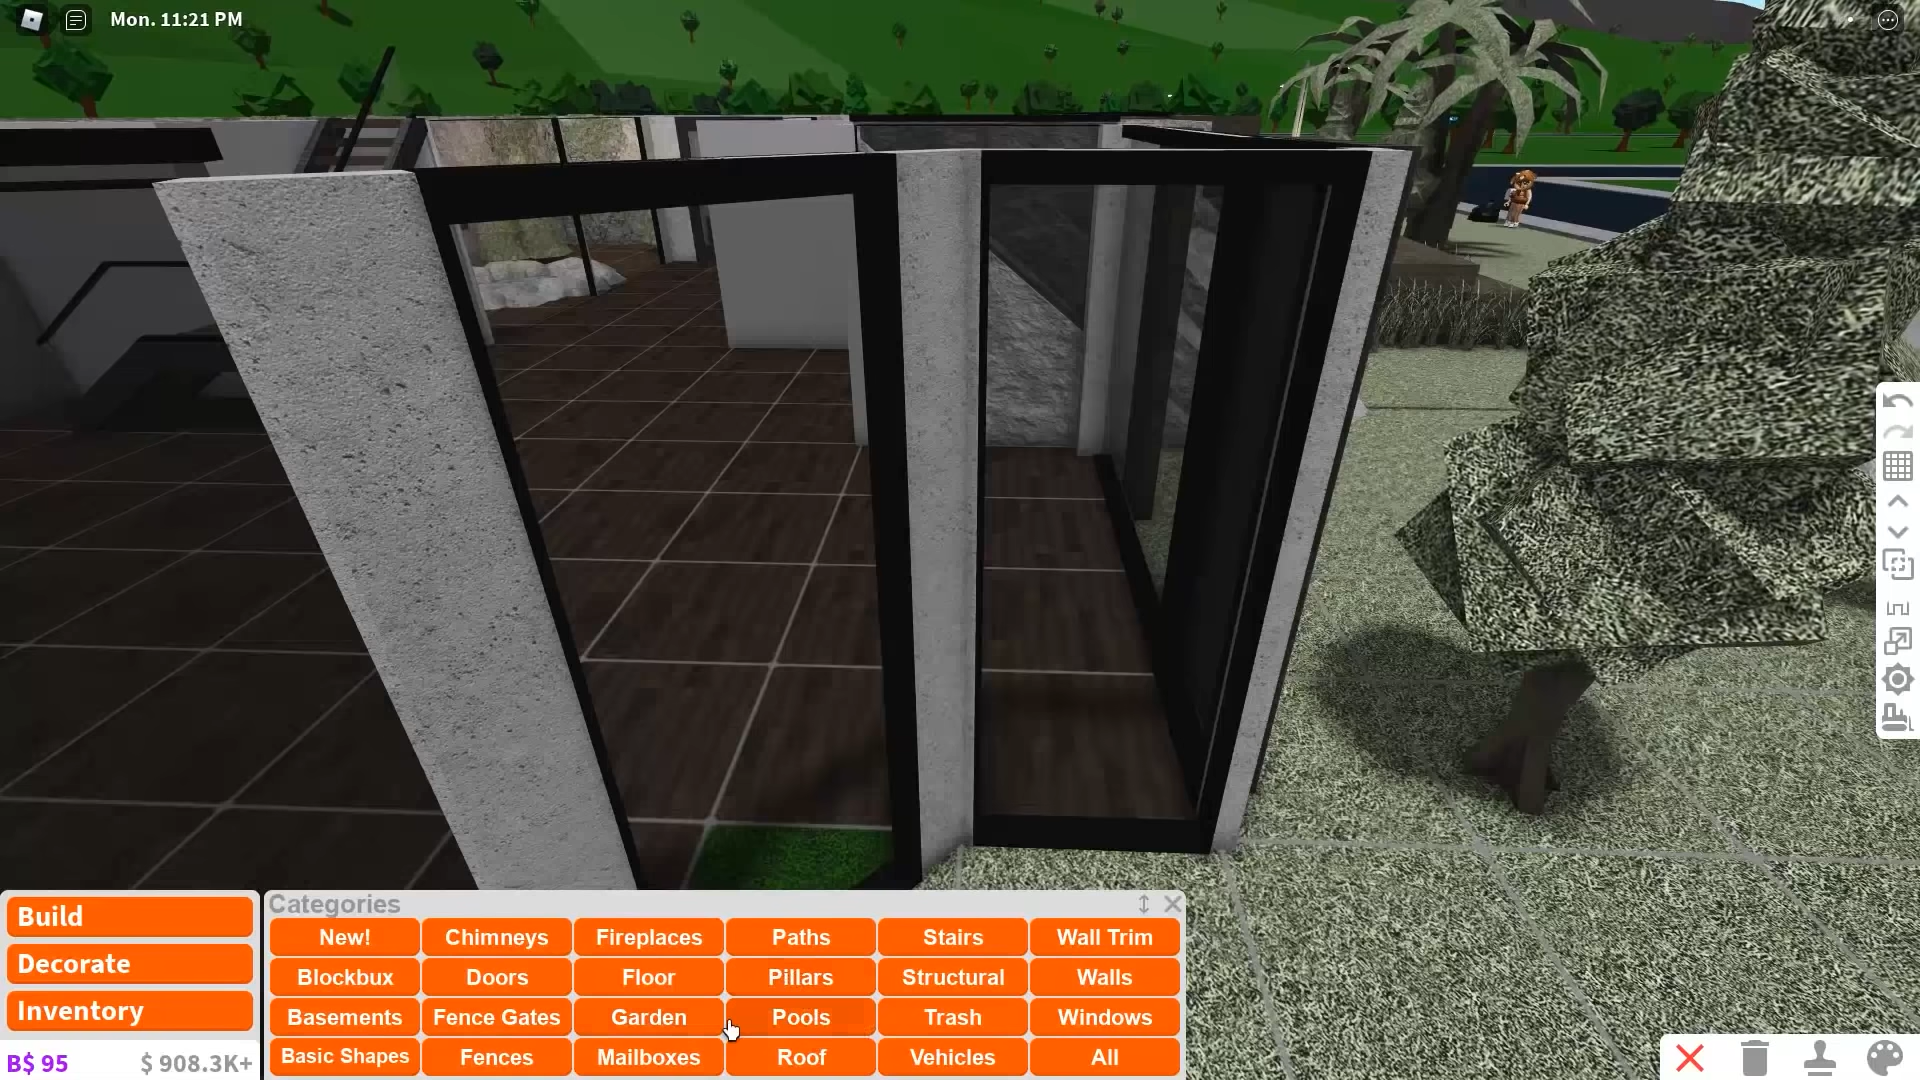 Mon. 11:21 PM
Build
Decorate
Inventory
B$ 95
$ 908.3K+
Categories
New! Chimneys Fireplaces Paths Stairs Wall Trim
Blockbux Doors Floor Pillars Structural Walls
Basements Fence Gates Garden Pools Trash Windows
Basic Shapes Fences Mailboxes Roof Vehicles All